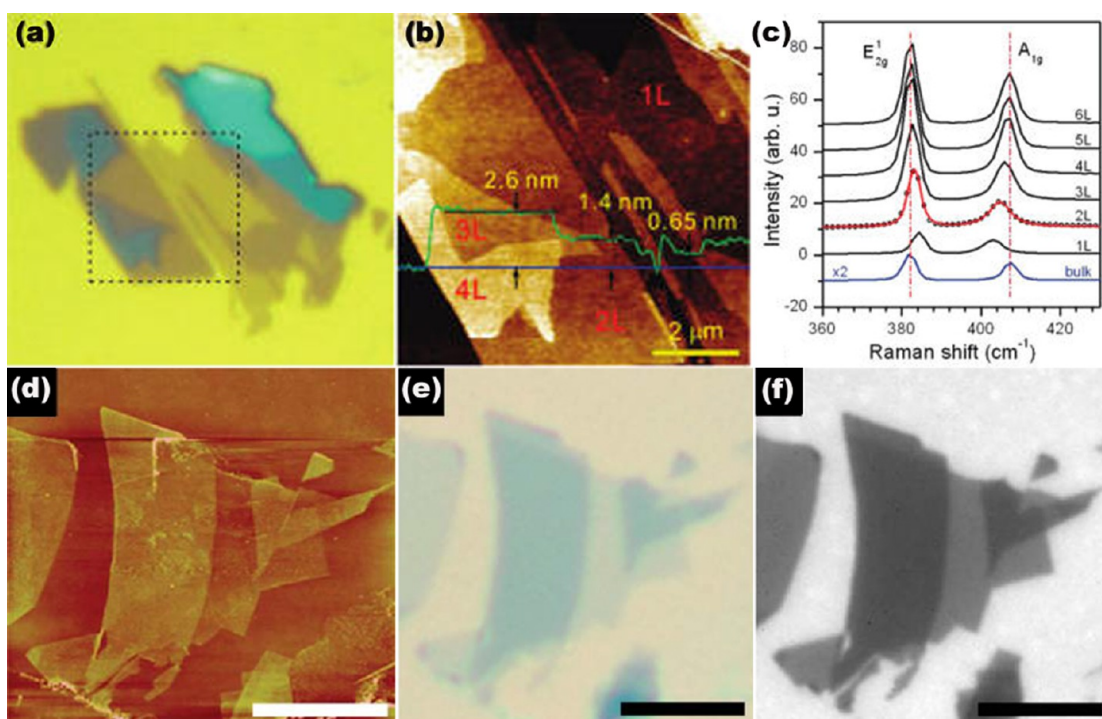 (a)
(b)
1L
2.6 nm
1.4 nm
0.65 nm
3L
4L
2L
2 μm
(c)
E¹₂g
A₁g
80
60
40
20
0
-20
Intensity (arb. u.)
6L
5L
4L
3L
2L
1L
x2
bulk
360
380
400
420
Raman shift (cm⁻¹)
(d)
(e)
(f)